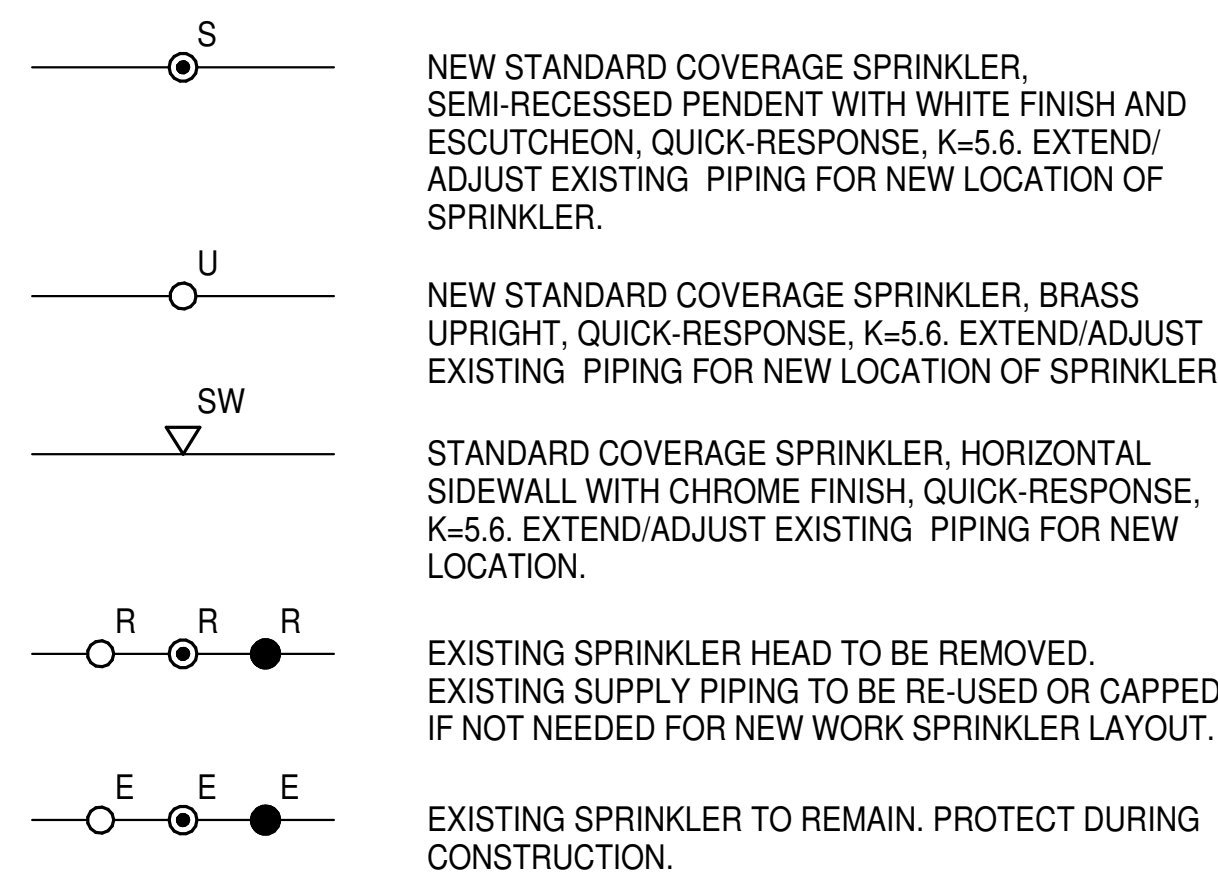 S
NEW STANDARD COVERAGE SPRINKLER,
SEMI-RECESSED PENDENT WITH WHITE FINISH AND
ESCUTCHEON, QUICK-RESPONSE, K=5.6. EXTEND/
ADJUST EXISTING  PIPING FOR NEW LOCATION OF
SPRINKLER.
U
NEW STANDARD COVERAGE SPRINKLER, BRASS
UPRIGHT, QUICK-RESPONSE, K=5.6. EXTEND/ADJUST
EXISTING  PIPING FOR NEW LOCATION OF SPRINKLER
SW
STANDARD COVERAGE SPRINKLER, HORIZONTAL
SIDEWALL WITH CHROME FINISH, QUICK-RESPONSE,
K=5.6. EXTEND/ADJUST EXISTING  PIPING FOR NEW
LOCATION.
R R R
EXISTING SPRINKLER HEAD TO BE REMOVED.
EXISTING SUPPLY PIPING TO BE RE-USED OR CAPPED
IF NOT NEEDED FOR NEW WORK SPRINKLER LAYOUT.
E E E
EXISTING SPRINKLER TO REMAIN. PROTECT DURING
CONSTRUCTION.